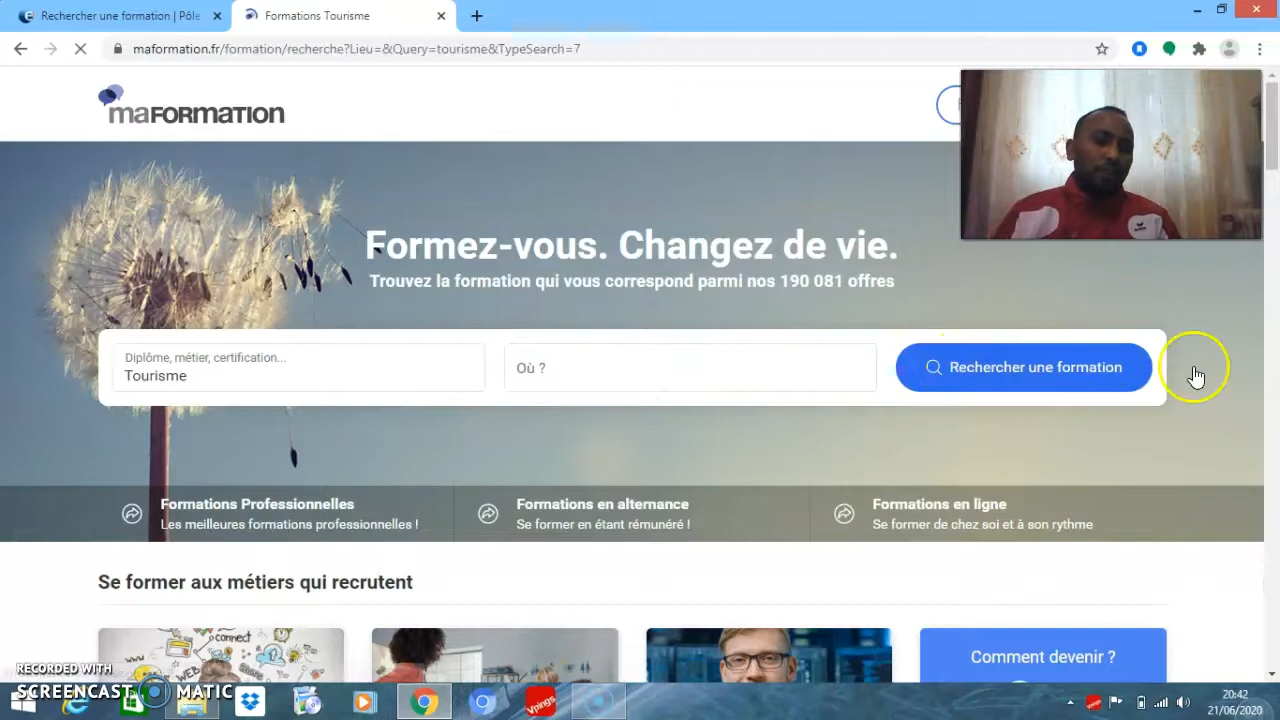 Rechercher une formation | Pôle
Formations Tourisme
maformation.fr/formation/recherche?Lieu=&Query=tourisme&TypeSearch=7
maFORMATION
Formez-vous. Changez de vie.
Trouvez la formation qui vous correspond parmi nos 190 081 offres
Diplôme, métier, certification...
Tourisme
Où ?
Rechercher une formation
Formations Professionnelles
Les meilleures formations professionnelles !
Formations en alternance
Se former en étant rémunéré !
Formations en ligne
Se former de chez soi et à son rythme
Se former aux métiers qui recrutent
connect
Comment devenir ?
RECORDED WITH
SCREENCAST MATIC
Vpings
20:42
21/06/2020